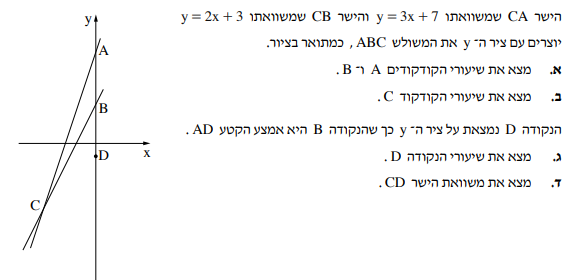 הישר CA שמשוואתו y = 3x + 7 והישר CB שמשוואתו y = 2x + 3
יוצרים עם ציר ה־ y את המשולש ABC , כמתואר בציור.
א. מצא את שיעורי הקודקודים A ו־ B .
ב. מצא את שיעורי הקודקוד C .
הנקודה D נמצאת על ציר ה־ y כך שהנקודה B היא אמצע הקטע AD .
ג. מצא את שיעורי הנקודה D .
ד. מצא את משוואת הישר CD .
y
A
B
D
x
C